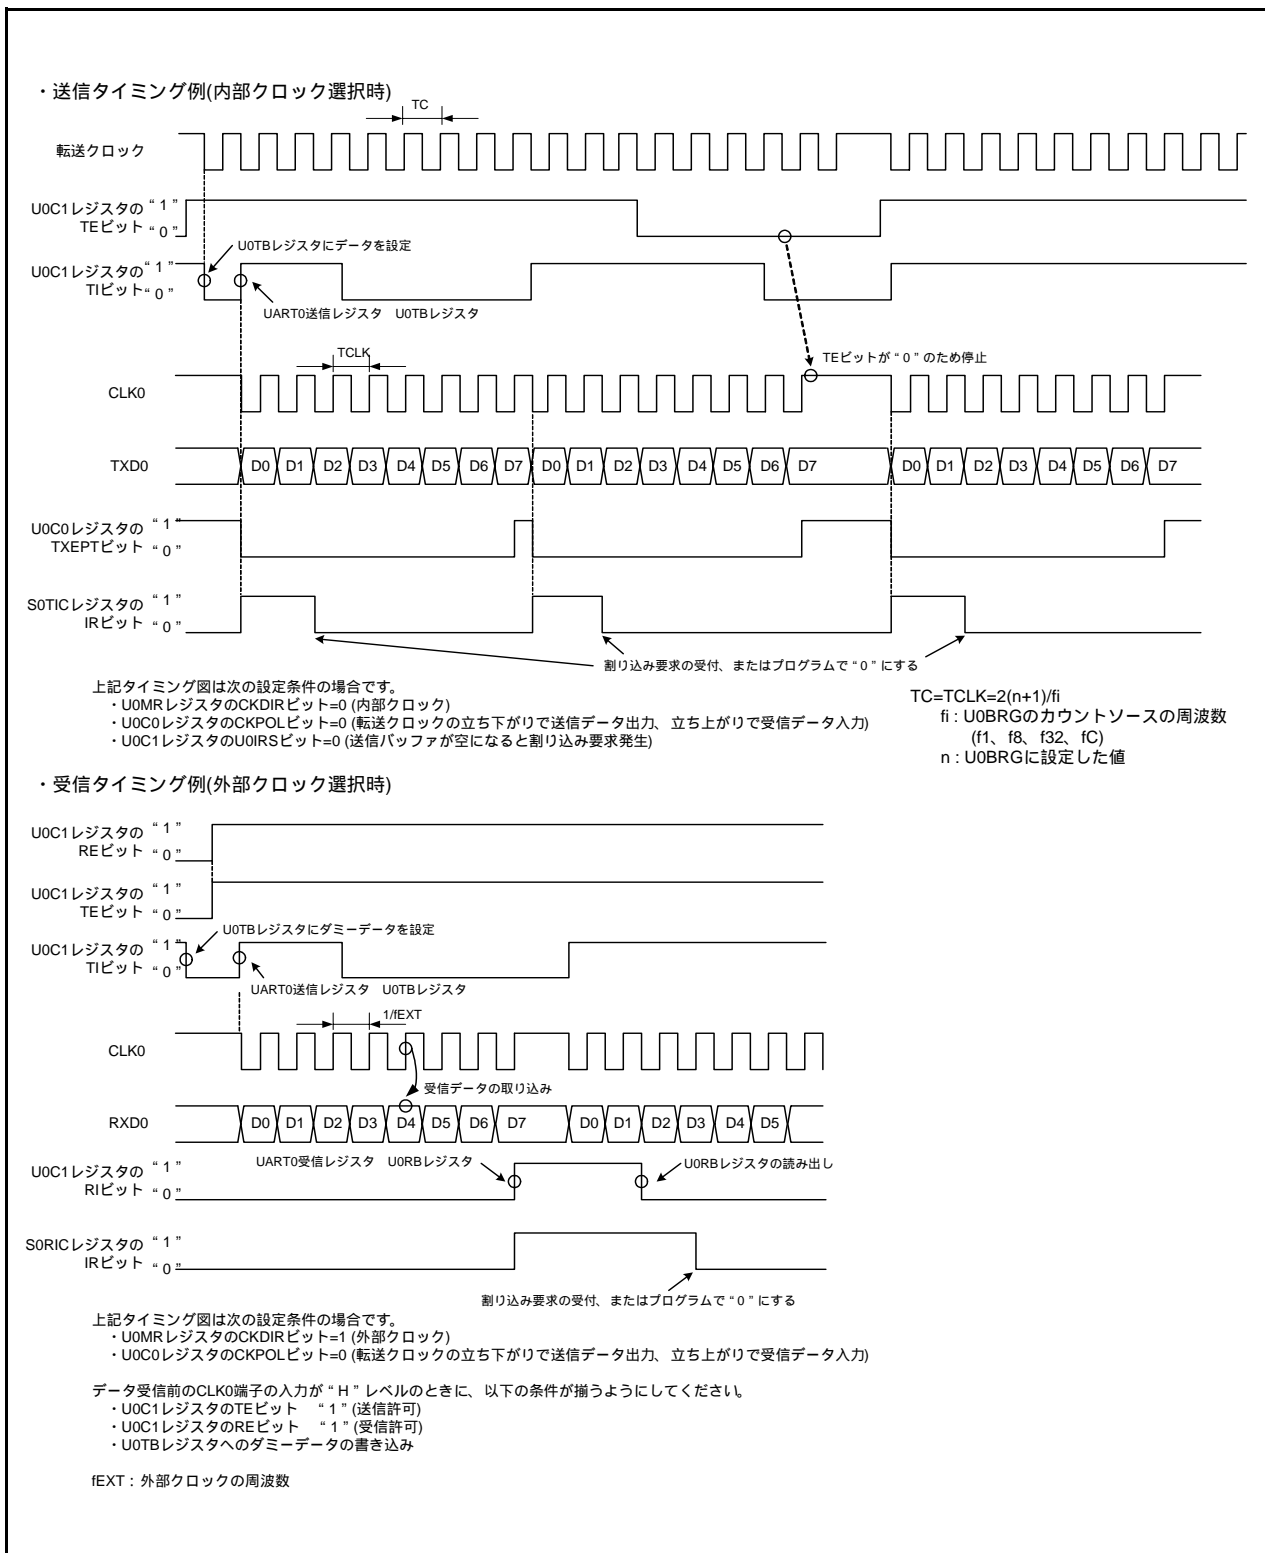 ・送信タイミング例(内部クロック選択時)
TC
転送クロック
U0C1レジスタの “ 1 ”
TEビット “ 0 ”
U0TBレジスタにデータを設定
U0C1レジスタの “ 1 ”
TIビット “ 0 ”
UART0送信レジスタ　U0TBレジスタ
TCLK
TEビットが “ 0 ” のため停止
CLK0
TXD0 D0 D1 D2 D3 D4 D5 D6 D7 D0 D1 D2 D3 D4 D5 D6 D7 D0 D1 D2 D3 D4 D5 D6 D7
U0C0レジスタの “ 1 ”
TXEPTビット “ 0 ”
S0TICレジスタの “ 1 ”
IRビット “ 0 ”
割り込み要求の受付、またはプログラムで “ 0 ” にする
上記タイミング図は次の設定条件の場合です。
・U0MRレジスタのCKDIRビット=0 (内部クロック)
・U0C0レジスタのCKPOLビット=0 (転送クロックの立ち下がりで送信データ出力、立ち上がりで受信データ入力)
・U0C1レジスタのU0IRSビット=0 (送信バッファが空になると割り込み要求発生)
TC=TCLK=2(n+1)/fi
fi : U0BRGのカウントソースの周波数
(f1、f8、f32、fC)
n : U0BRGに設定した値
・受信タイミング例(外部クロック選択時)
U0C1レジスタの “ 1 ”
REビット “ 0 ”
U0C1レジスタの “ 1 ”
TEビット “ 0 ”
U0TBレジスタにダミーデータを設定
U0C1レジスタの “ 1 ”
TIビット “ 0 ”
UART0送信レジスタ　U0TBレジスタ
1/fEXT
CLK0
受信データの取り込み
RXD0 D0 D1 D2 D3 D4 D5 D6 D7 D0 D1 D2 D3 D4 D5
UART0受信レジスタ　U0RBレジスタ
U0RBレジスタの読み出し
U0C1レジスタの “ 1 ”
RIビット “ 0 ”
S0RICレジスタの “ 1 ”
IRビット “ 0 ”
割り込み要求の受付、またはプログラムで “ 0 ” にする
上記タイミング図は次の設定条件の場合です。
・U0MRレジスタのCKDIRビット=1 (外部クロック)
・U0C0レジスタのCKPOLビット=0 (転送クロックの立ち下がりで送信データ出力、立ち上がりで受信データ入力)
データ受信前のCLK0端子の入力が “ H ” レベルのときに、以下の条件が揃うようにしてください。
・U0C1レジスタのTEビット　“ 1 ” (送信許可)
・U0C1レジスタのREビット　“ 1 ” (受信許可)
・U0TBレジスタへのダミーデータの書き込み
fEXT : 外部クロックの周波数